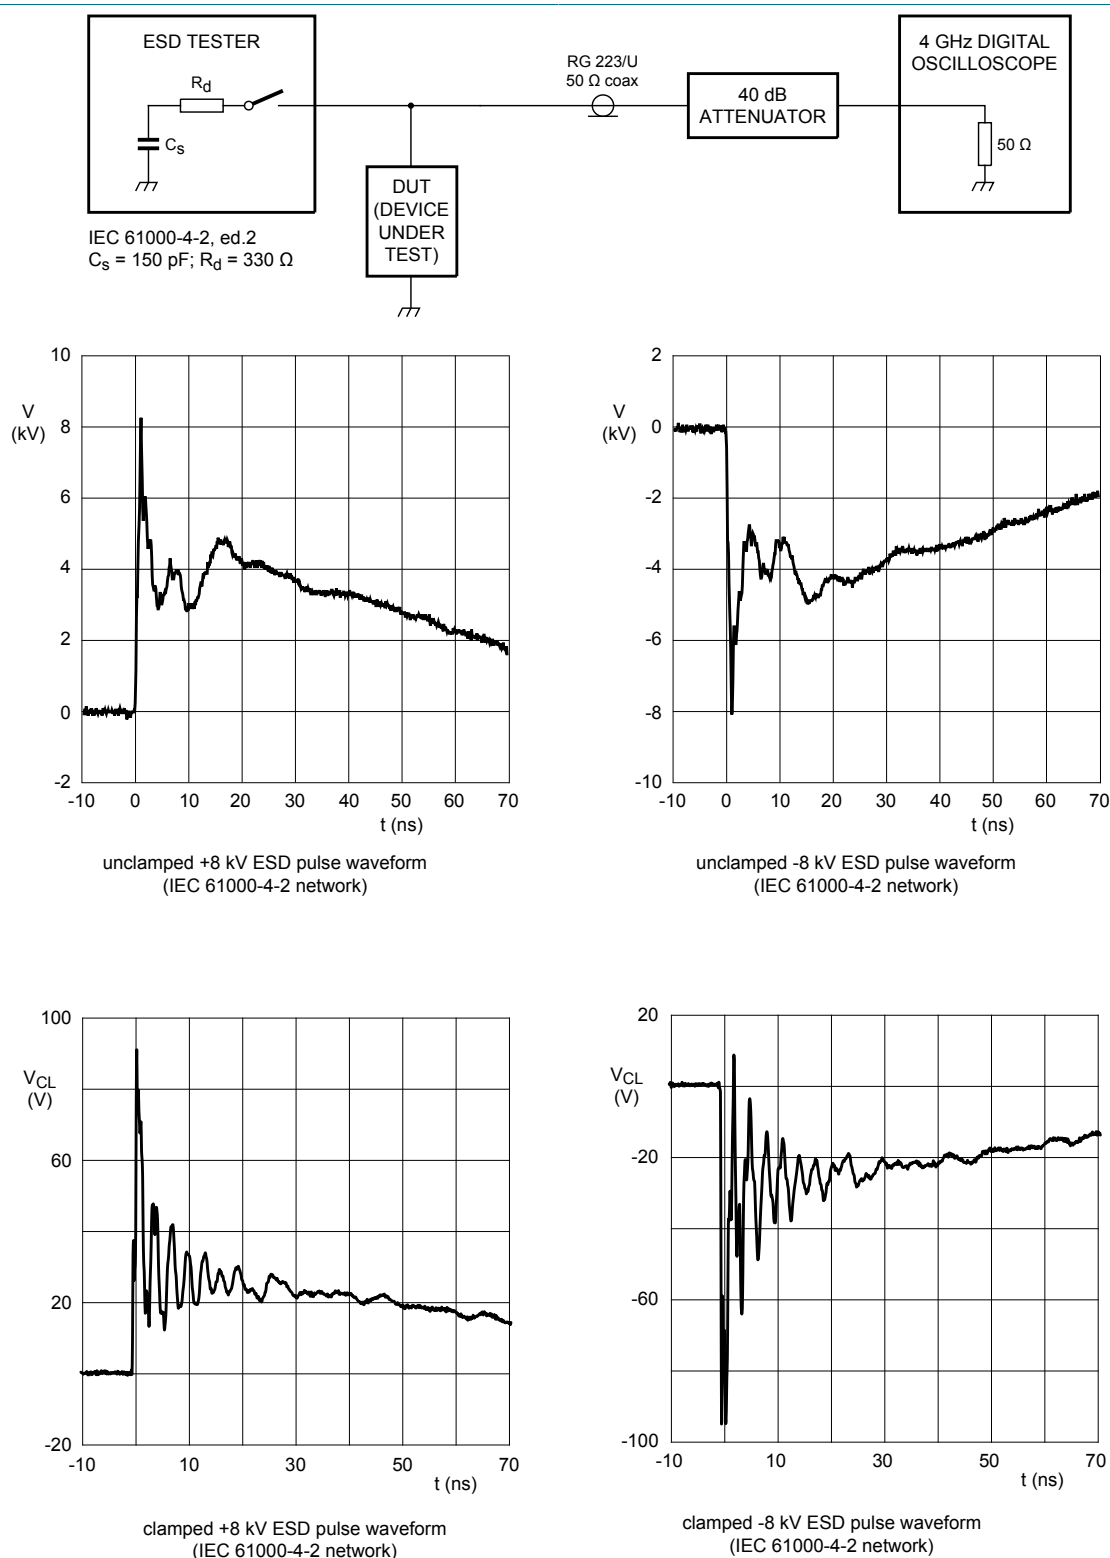 ESD TESTER
Rd
Cs
IEC 61000-4-2, ed.2
Cs = 150 pF; Rd = 330 Ω
DUT
(DEVICE
UNDER
TEST)
RG 223/U
50 Ω coax
40 dB
ATTENUATOR
4 GHz DIGITAL
OSCILLOSCOPE
50 Ω
V
(kV)
10
8
6
4
2
0
-2
-10 0 10 20 30 40 50 60 70
t (ns)
unclamped +8 kV ESD pulse waveform
(IEC 61000-4-2 network)
V
(kV)
2
0
-2
-4
-6
-8
-10
-10 0 10 20 30 40 50 60 70
t (ns)
unclamped -8 kV ESD pulse waveform
(IEC 61000-4-2 network)
VCL
(V)
100
60
20
-20
-10 10 30 50 70
t (ns)
clamped +8 kV ESD pulse waveform
(IEC 61000-4-2 network)
VCL
(V)
20
-20
-60
-100
-10 10 30 50 70
t (ns)
clamped -8 kV ESD pulse waveform
(IEC 61000-4-2 network)